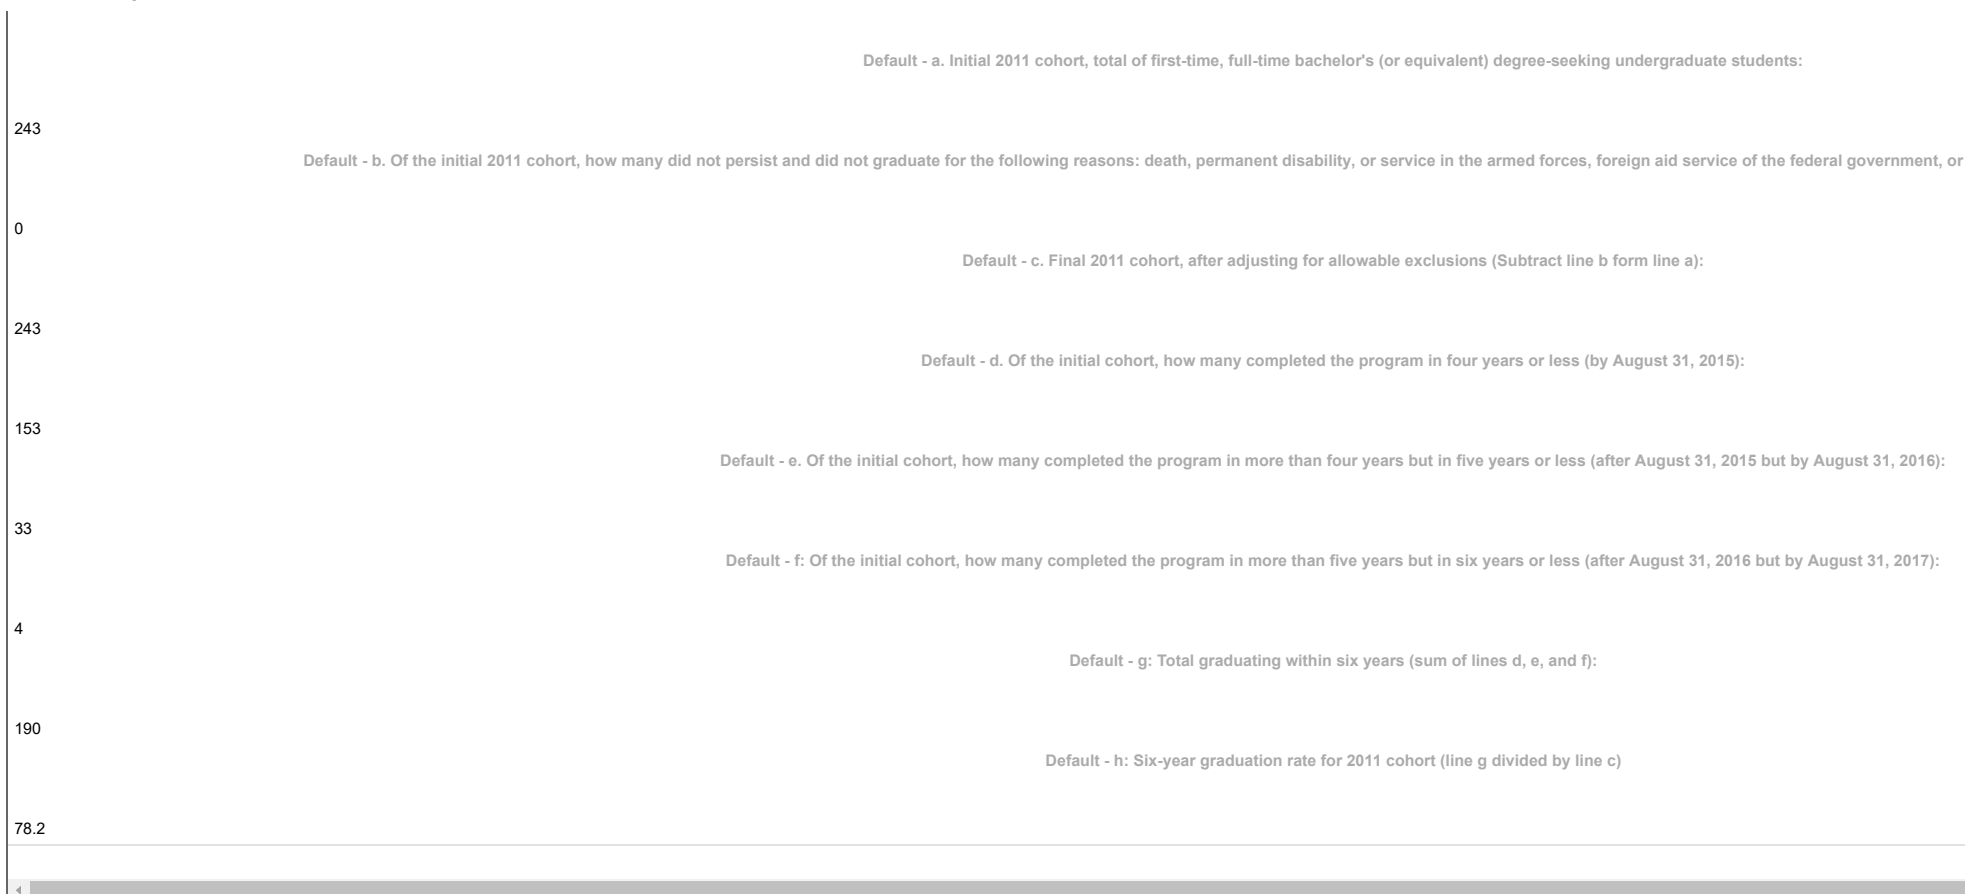 Default - a. Initial 2011 cohort, total of first-time, full-time bachelor's (or equivalent) degree-seeking undergraduate students:
243
Default - b. Of the initial 2011 cohort, how many did not persist and did not graduate for the following reasons: death, permanent disability, or service in the armed forces, foreign aid service of the federal government, or
0
Default - c. Final 2011 cohort, after adjusting for allowable exclusions (Subtract line b form line a):
243
Default - d. Of the initial cohort, how many completed the program in four years or less (by August 31, 2015):
153
Default - e. Of the initial cohort, how many completed the program in more than four years but in five years or less (after August 31, 2015 but by August 31, 2016):
33
Default - f: Of the initial cohort, how many completed the program in more than five years but in six years or less (after August 31, 2016 but by August 31, 2017):
4
Default - g: Total graduating within six years (sum of lines d, e, and f):
190
Default - h: Six-year graduation rate for 2011 cohort (line g divided by line c)
78.2